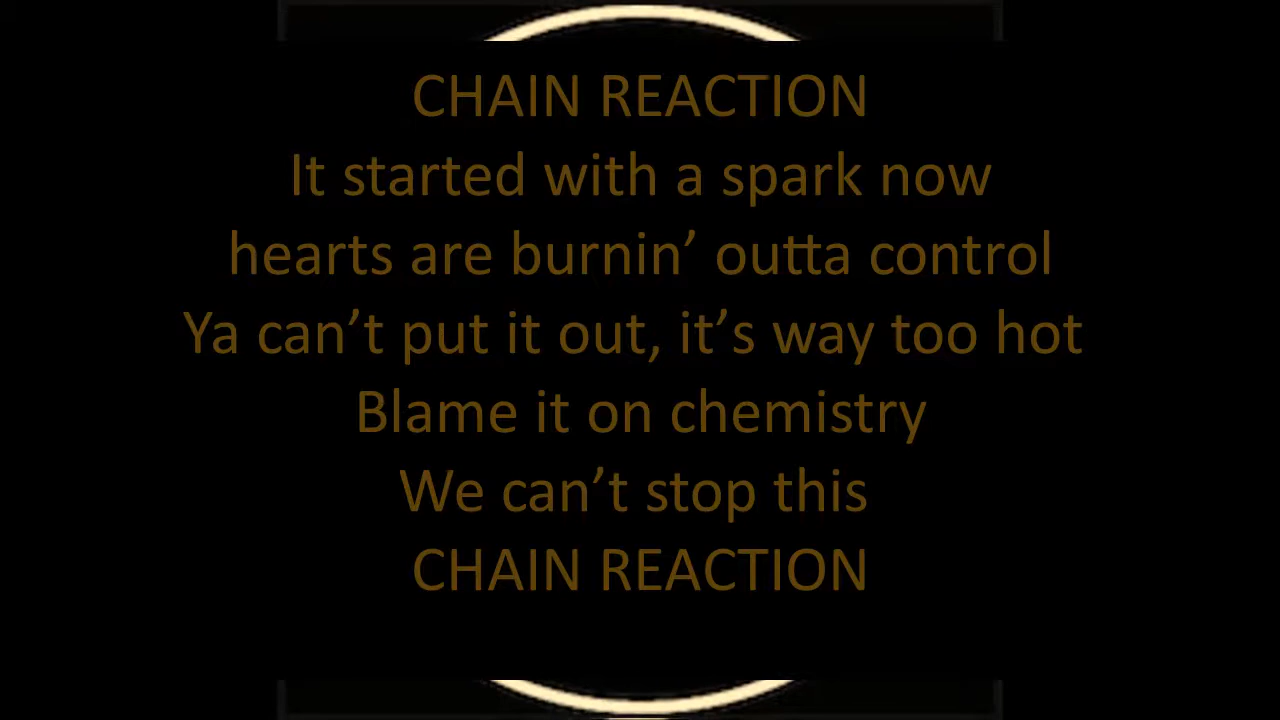 CHAIN REACTION
It started with a spark now
hearts are burnin’ outta control
Ya can’t put it out, it’s way too hot
Blame it on chemistry
We can’t stop this
CHAIN REACTION